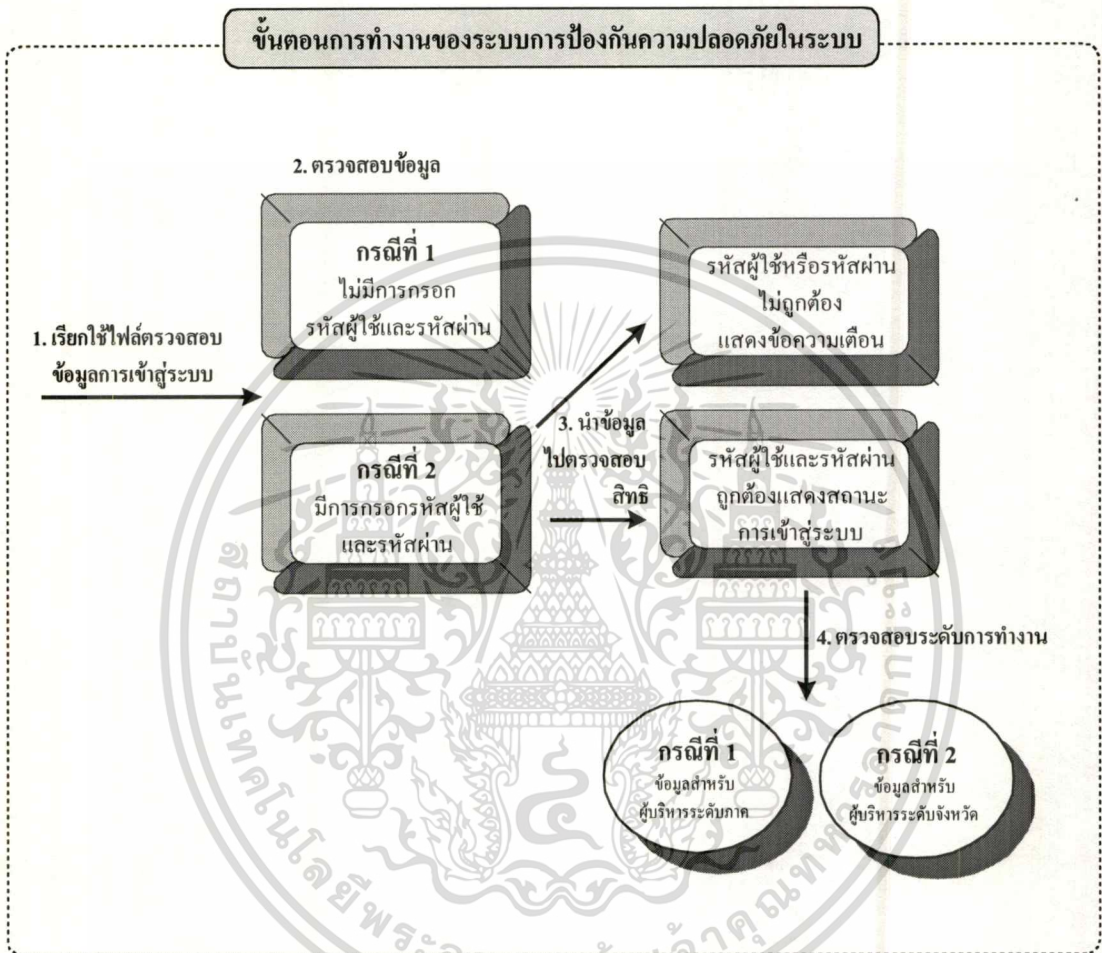 ขั้นตอนการทำงานของระบบการป้องกันความปลอดภัยในระบบ
2. ตรวจสอบข้อมูล
กรณีที่ 1
ไม่มีการกรอก
รหัสผู้ใช้และรหัสผ่าน
รหัสผู้ใช้หรือรหัสผ่าน
ไม่ถูกต้อง
แสดงข้อความเตือน
1. เรียกใช้ไฟล์ตรวจสอบ
ข้อมูลการเข้าสู่ระบบ
กรณีที่ 2
มีการกรอกรหัสผู้ใช้
และรหัสผ่าน
3. นำข้อมูล
ไปตรวจสอบ
สิทธิ
รหัสผู้ใช้และรหัสผ่าน
ถูกต้องแสดงสถานะ
การเข้าสู่ระบบ
4. ตรวจสอบระดับการทำงาน
กรณีที่ 1
ข้อมูลสำหรับ
ผู้บริหารระดับภาค
กรณีที่ 2
ข้อมูลสำหรับ
ผู้บริหารระดับจังหวัด